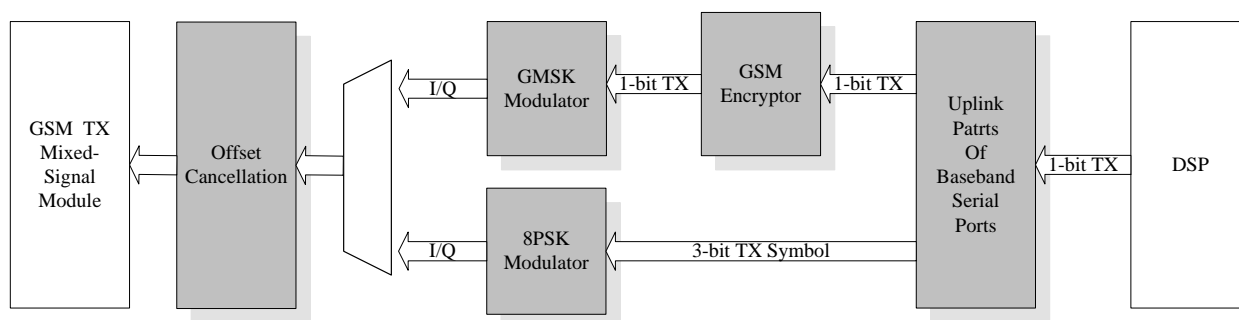 GSM TX
Mixed-
Signal
Module
Offset
Cancellation
I/Q
GMSK
Modulator
1-bit TX
GSM
Encryptor
1-bit TX
Uplink
Patrts
Of
Baseband
Serial
Ports
1-bit TX
DSP
I/Q
8PSK
Modulator
3-bit TX Symbol